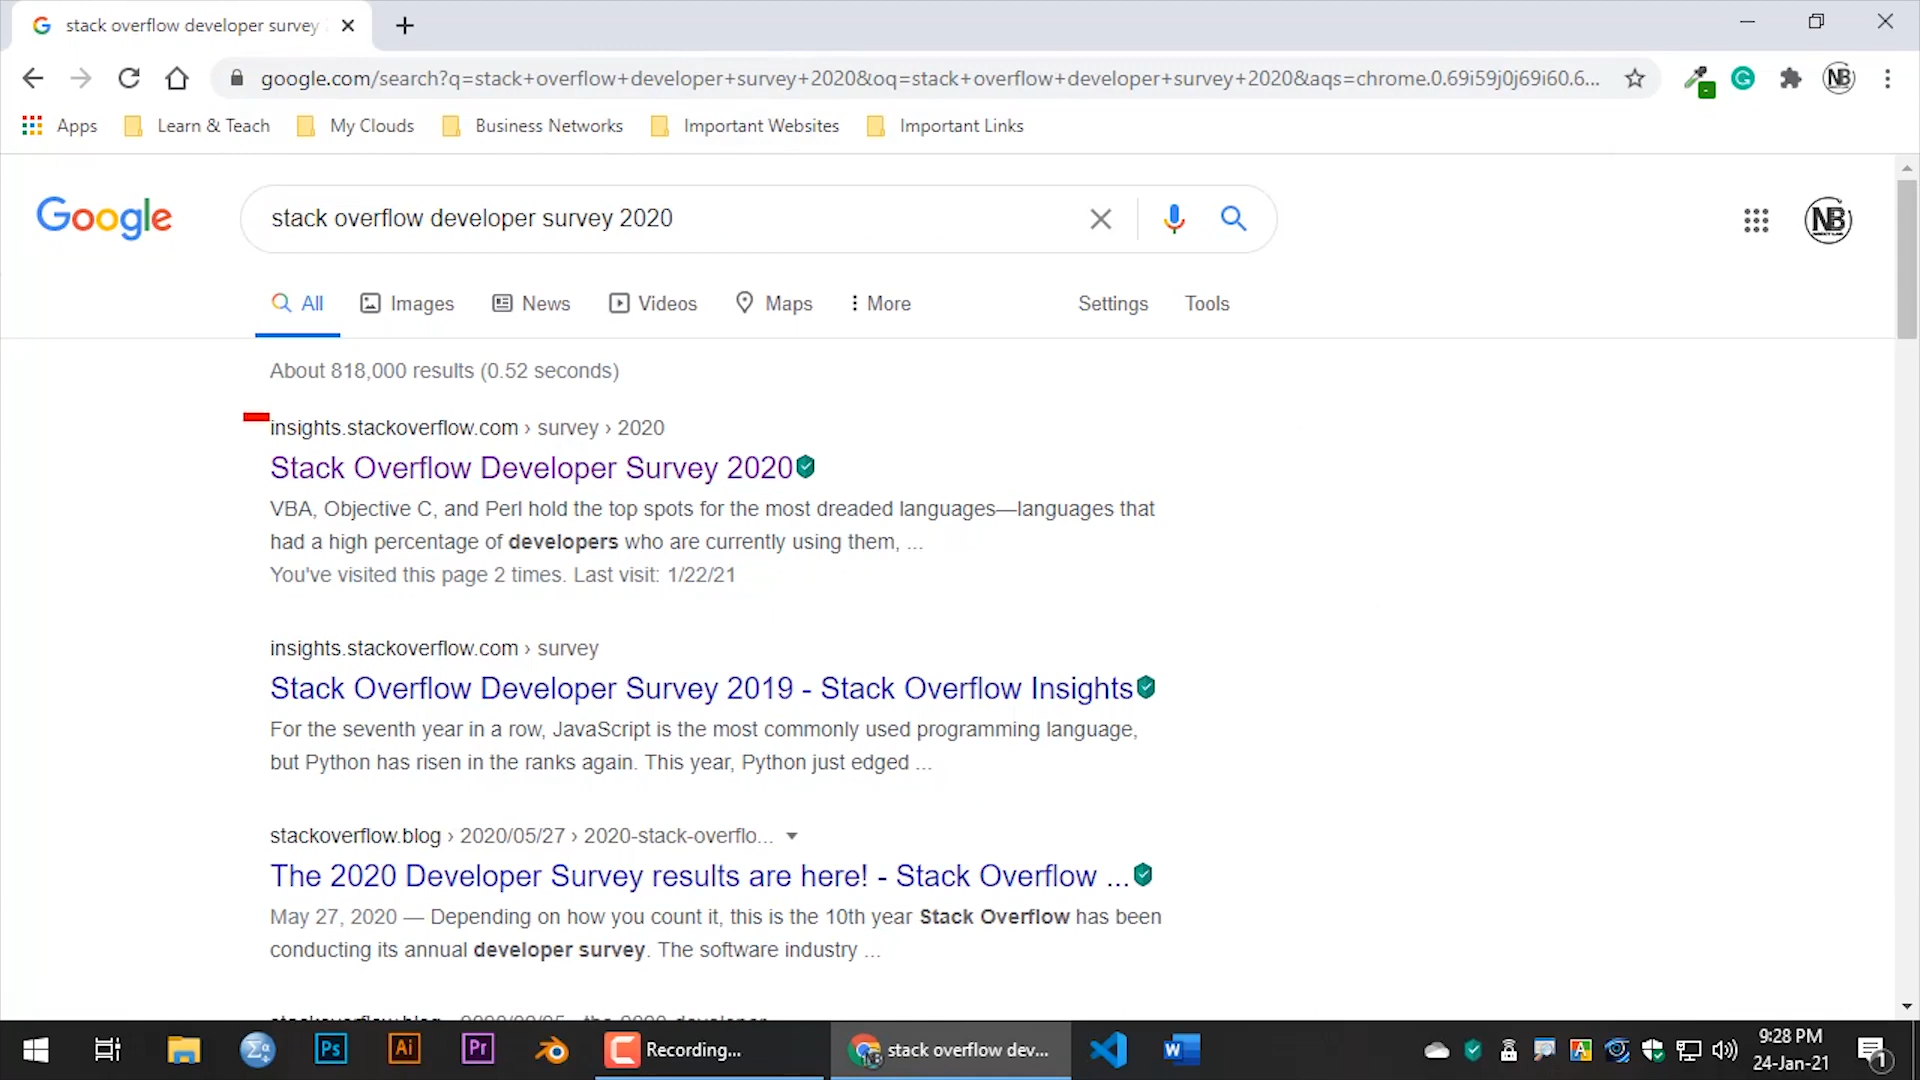 stack overflow developer survey
google.com/search?q=stack+overflow+developer+survey+2020&oq=stack+overflow+developer+survey+2020&aqs=chrome.0.69i59j0j69i60.6...
NB
Apps
Learn & Teach
My Clouds
Business Networks
Important Websites
Important Links
Google
stack overflow developer survey 2020
NB
All
Images
News
Videos
Maps
More
Settings
Tools
About 818,000 results (0.52 seconds)
insights.stackoverflow.com › survey › 2020
Stack Overflow Developer Survey 2020
VBA, Objective C, and Perl hold the top spots for the most dreaded languages—languages that
had a high percentage of developers who are currently using them, ...
You've visited this page 2 times. Last visit: 1/22/21
insights.stackoverflow.com › survey
Stack Overflow Developer Survey 2019 - Stack Overflow Insights
For the seventh year in a row, JavaScript is the most commonly used programming language,
but Python has risen in the ranks again. This year, Python just edged ...
stackoverflow.blog › 2020/05/27 › 2020-stack-overflo...
The 2020 Developer Survey results are here! - Stack Overflow ...
May 27, 2020 — Depending on how you count it, this is the 10th year Stack Overflow has been
conducting its annual developer survey. The software industry ...
Ps
Ai
Pr
Recording...
stack overflow dev...
W
9:28 PM
24-Jan-21
1